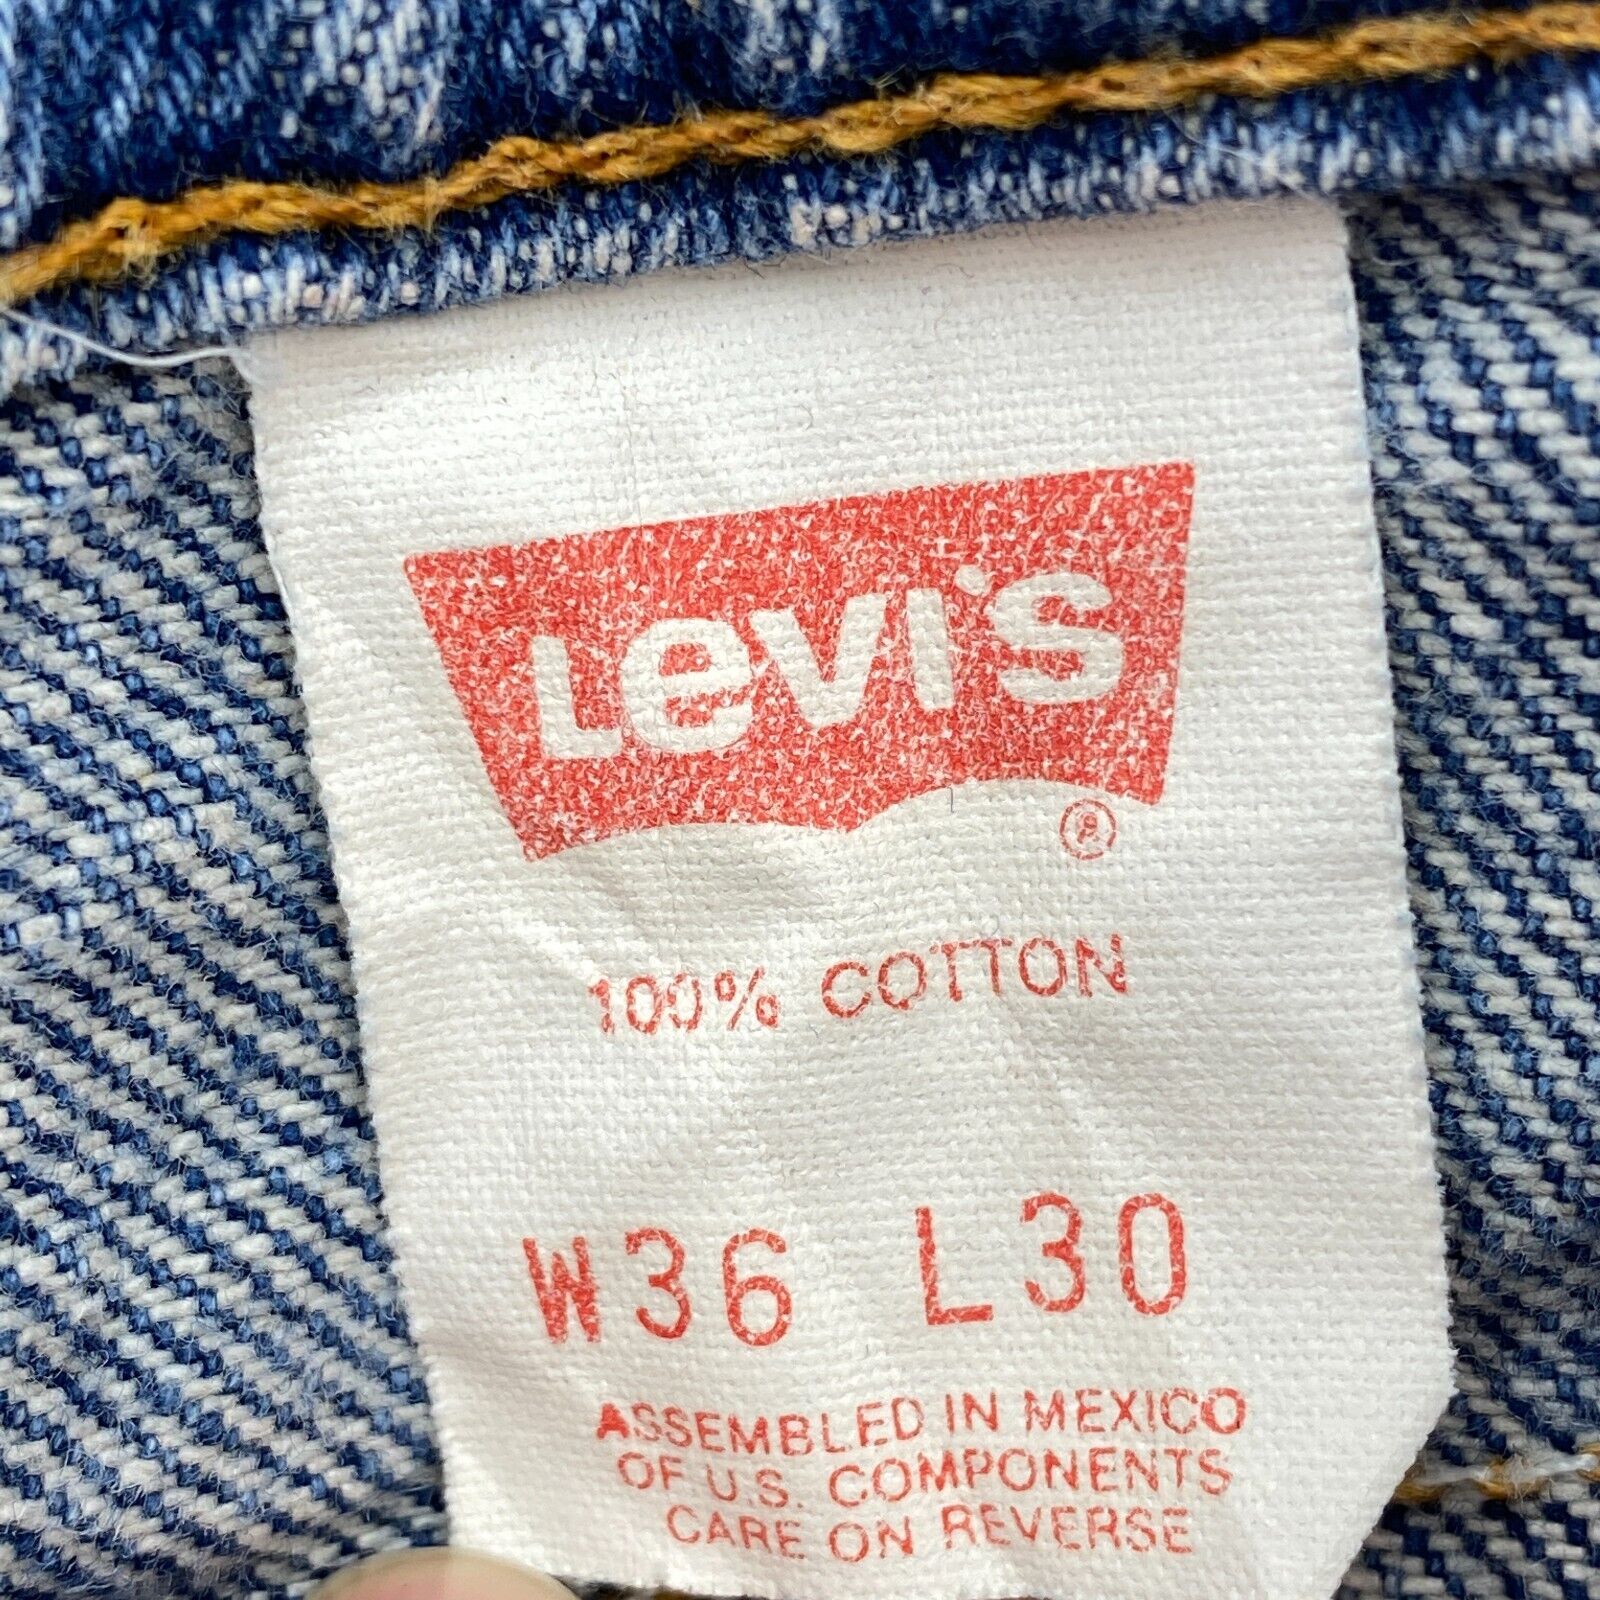 Levi's
®
100% COTTON
W36 L30
ASSEMBLED IN MEXICO
OF U.S. COMPONENTS
CARE ON REVERSE